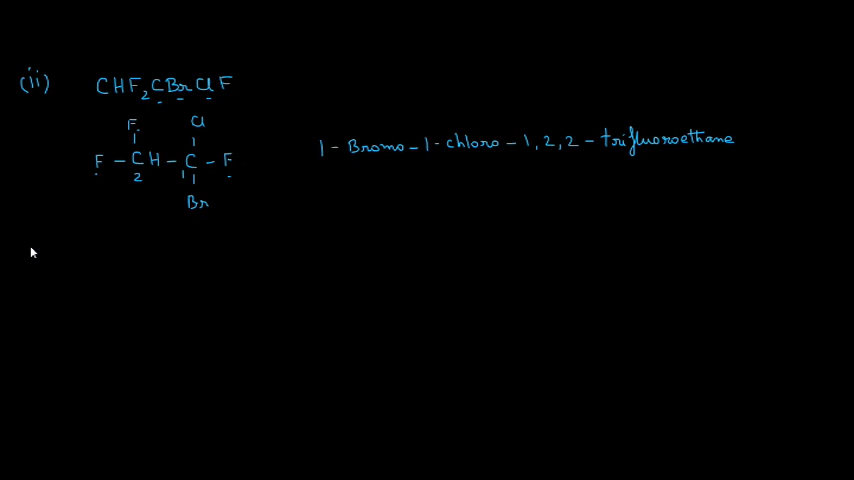 (ii) CHF2CBrClF
F Cl
F - CH - C - F 1 - Bromo - 1 - chloro - 1, 2, 2 - trifluoroethane
2 1
Br